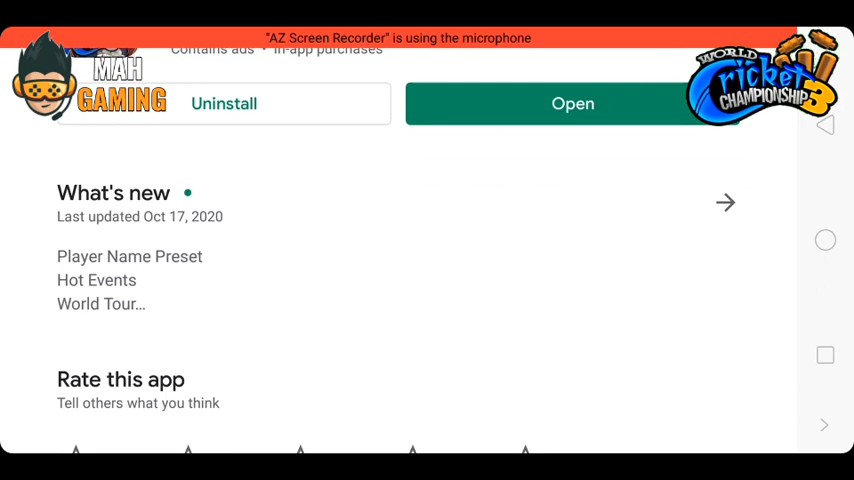 "AZ Screen Recorder" is using the microphone
Contains ads • In-app purchases
MAH
GAMING
WORLD
cricket
CHAMPIONSHIP
3
Uninstall
Open
What's new
Last updated Oct 17, 2020
Player Name Preset
Hot Events
World Tour...
Rate this app
Tell others what you think